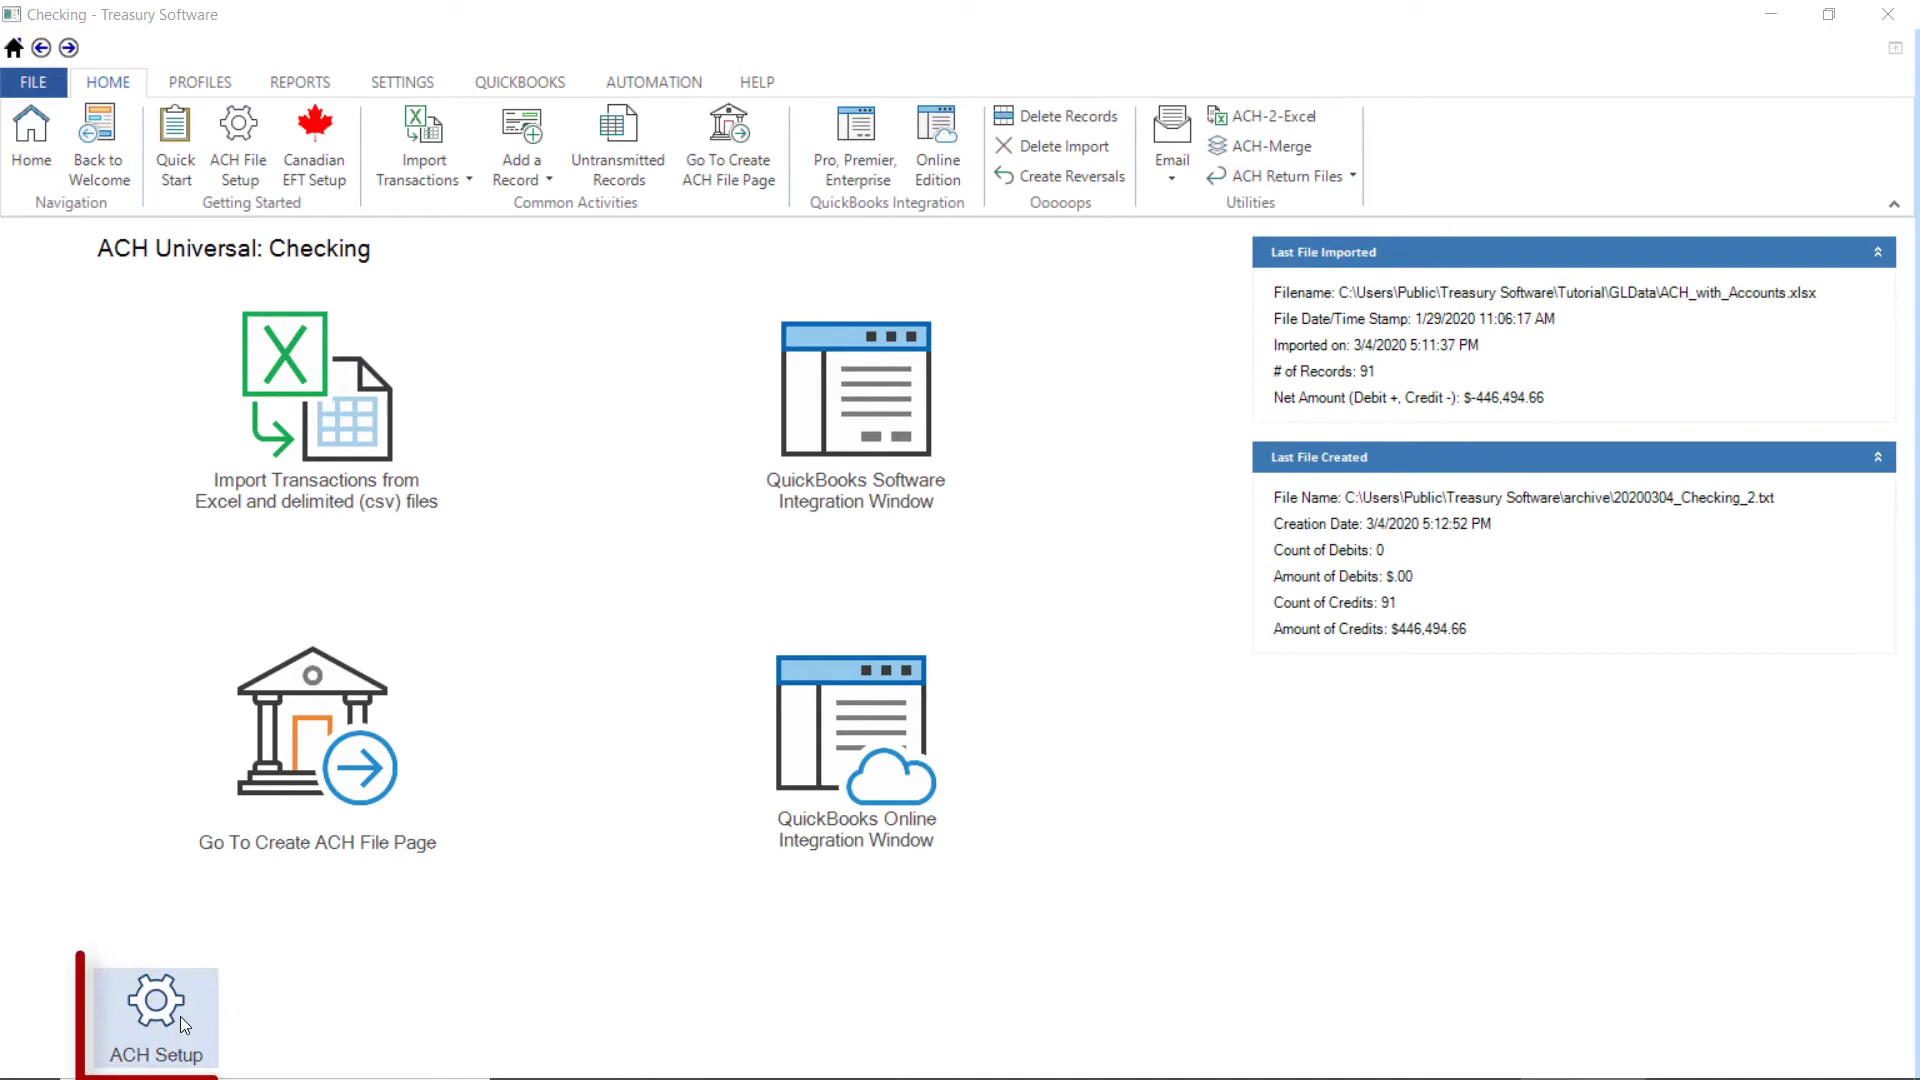 Checking - Treasury Software
FILE
HOME
PROFILES
REPORTS
SETTINGS
QUICKBOOKS
AUTOMATION
HELP
Home
Back to
Welcome
Navigation
Quick
Start
ACH File
Setup
Canadian
EFT Setup
Getting Started
Import
Transactions
Add a
Record
Untransmitted
Records
Go To Create
ACH File Page
Common Activities
Pro, Premier,
Enterprise
Online
Edition
QuickBooks Integration
Delete Records
Delete Import
Create Reversals
Ooooops
Email
ACH-2-Excel
ACH-Merge
ACH Return Files
Utilities
ACH Universal: Checking
Import Transactions from
Excel and delimited (csv) files
QuickBooks Software
Integration Window
Go To Create ACH File Page
QuickBooks Online
Integration Window
ACH Setup
Last File Imported
Filename: C:\Users\Public\Treasury Software\Tutorial\GLData\ACH_with_Accounts.xlsx
File Date/Time Stamp: 1/29/2020 11:06:17 AM
Imported on: 3/4/2020 5:11:37 PM
# of Records: 91
Net Amount (Debit +, Credit -): $-446,494.66
Last File Created
File Name: C:\Users\Public\Treasury Software\archive\20200304_Checking_2.txt
Creation Date: 3/4/2020 5:12:52 PM
Count of Debits: 0
Amount of Debits: $.00
Count of Credits: 91
Amount of Credits: $446,494.66